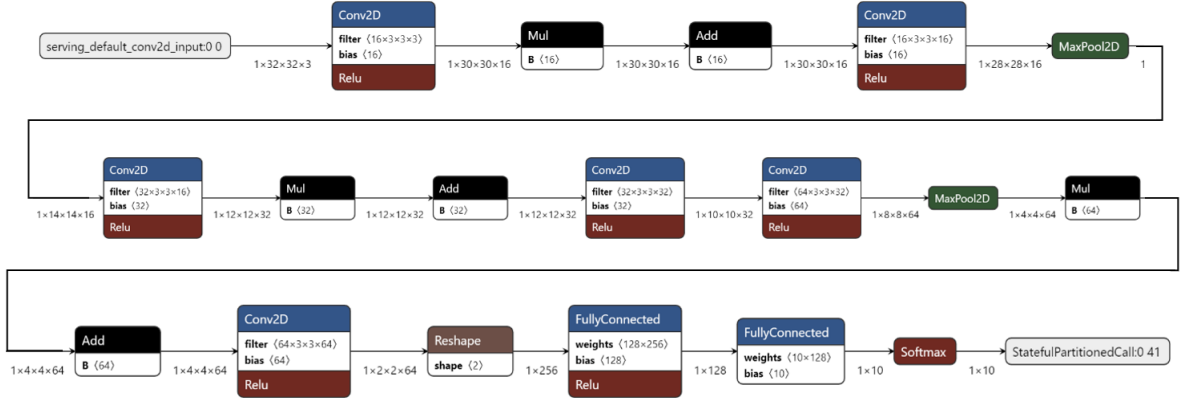 serving_default_conv2d_input:0 0
1×32×32×3
Conv2D
filter ⟨16×3×3×3⟩
bias ⟨16⟩
Relu
1×30×30×16
Mul
B ⟨16⟩
1×30×30×16
Add
B ⟨16⟩
1×30×30×16
Conv2D
filter ⟨16×3×3×16⟩
bias ⟨16⟩
Relu
1×28×28×16
MaxPool2D
1
1×14×14×16
Conv2D
filter ⟨32×3×3×16⟩
bias ⟨32⟩
Relu
1×12×12×32
Mul
B ⟨32⟩
1×12×12×32
Add
B ⟨32⟩
1×12×12×32
Conv2D
filter ⟨32×3×3×32⟩
bias ⟨32⟩
Relu
1×10×10×32
Conv2D
filter ⟨64×3×3×32⟩
bias ⟨64⟩
Relu
1×8×8×64
MaxPool2D
1×4×4×64
Mul
B ⟨64⟩
1×4×4×64
Add
B ⟨64⟩
1×4×4×64
Conv2D
filter ⟨64×3×3×64⟩
bias ⟨64⟩
Relu
1×2×2×64
Reshape
shape ⟨2⟩
1×256
FullyConnected
weights ⟨128×256⟩
bias ⟨128⟩
Relu
1×128
FullyConnected
weights ⟨10×128⟩
bias ⟨10⟩
1×10
Softmax
1×10
StatefulPartitionedCall:0 41